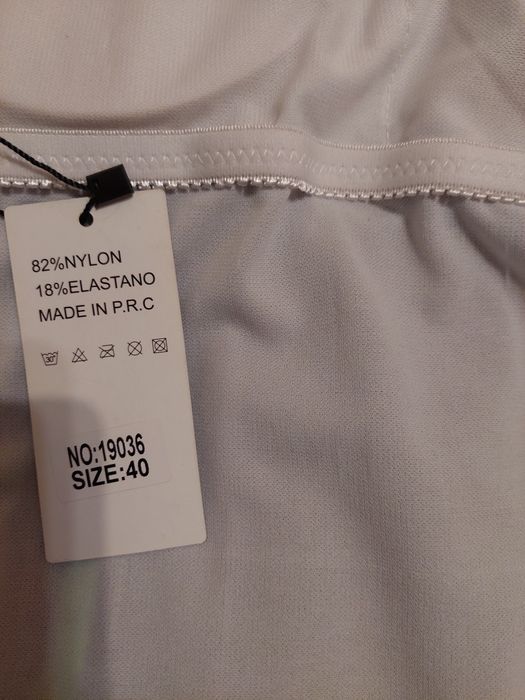 82%NYLON
18%ELASTANO
MADE IN P.R.C
30°
NO:19036
SIZE:40